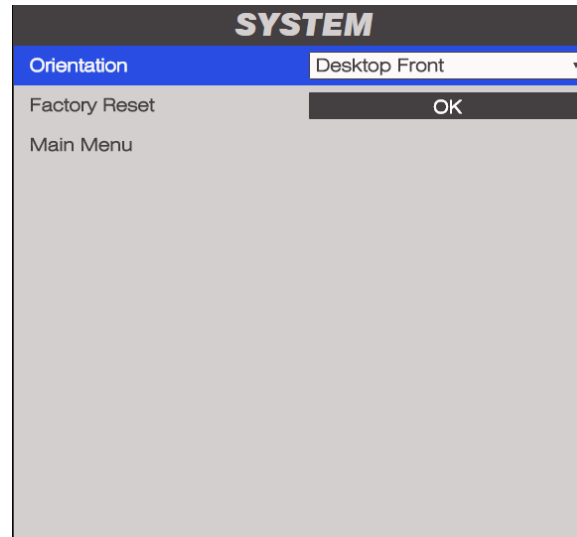 SYSTEM
Orientation Desktop Front
Factory Reset OK
Main Menu